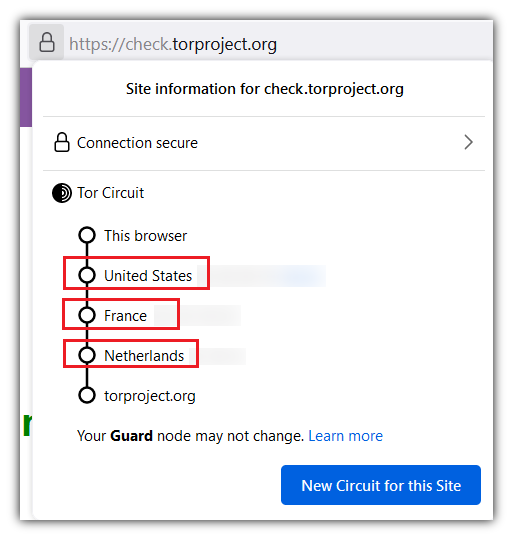 https://check.torproject.org
Site information for check.torproject.org
Connection secure
Tor Circuit
This browser
United States
France
Netherlands
torproject.org
Your Guard node may not change. Learn more
New Circuit for this Site